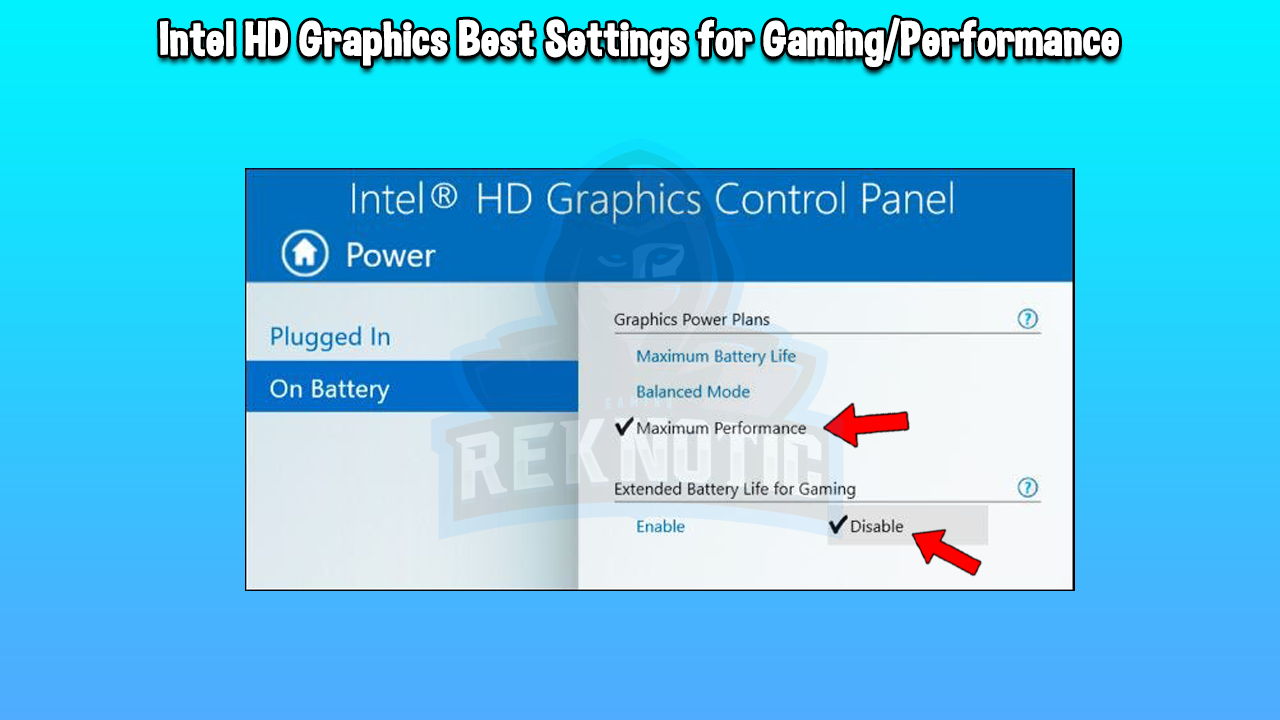 Intel HD Graphics Best Settings for Gaming/Performance
Intel® HD Graphics Control Panel
Power
Plugged In
On Battery
Graphics Power Plans
?
Maximum Battery Life
Balanced Mode
Maximum Performance
GAMING
REKNOTIC
Extended Battery Life for Gaming
?
Enable
Disable